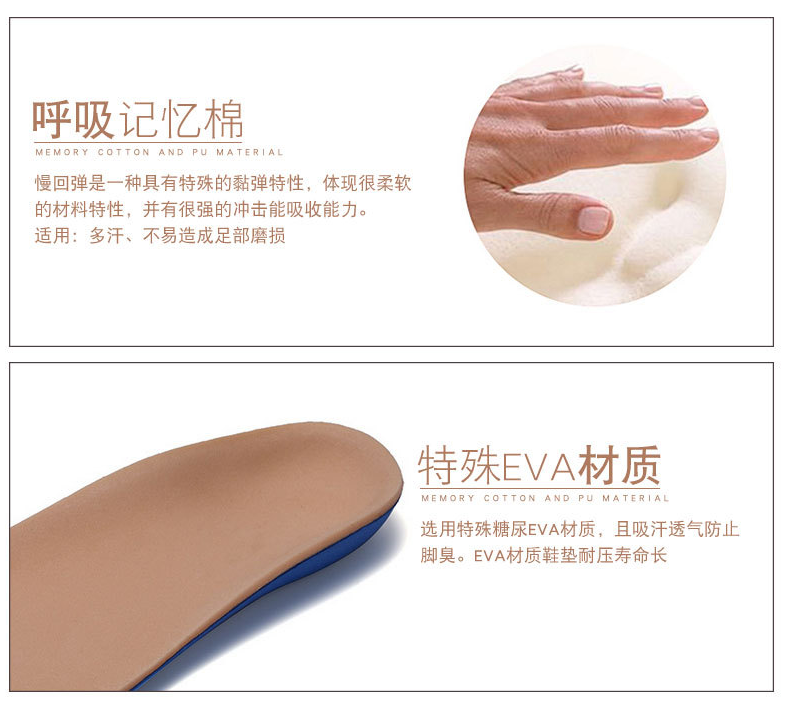 呼吸记忆棉
MEMORY COTTON AND PU MATERIAL
慢回弹是一种具有特殊的黏弹特性，体现很柔软
的材料特性，并有很强的冲击能吸收能力。
适用：多汗、不易造成足部磨损
特殊EVA材质
MEMORY COTTON AND PU MATERIAL
选用特殊糖尿EVA材质，且吸汗透气防止
脚臭。EVA材质鞋垫耐压寿命长